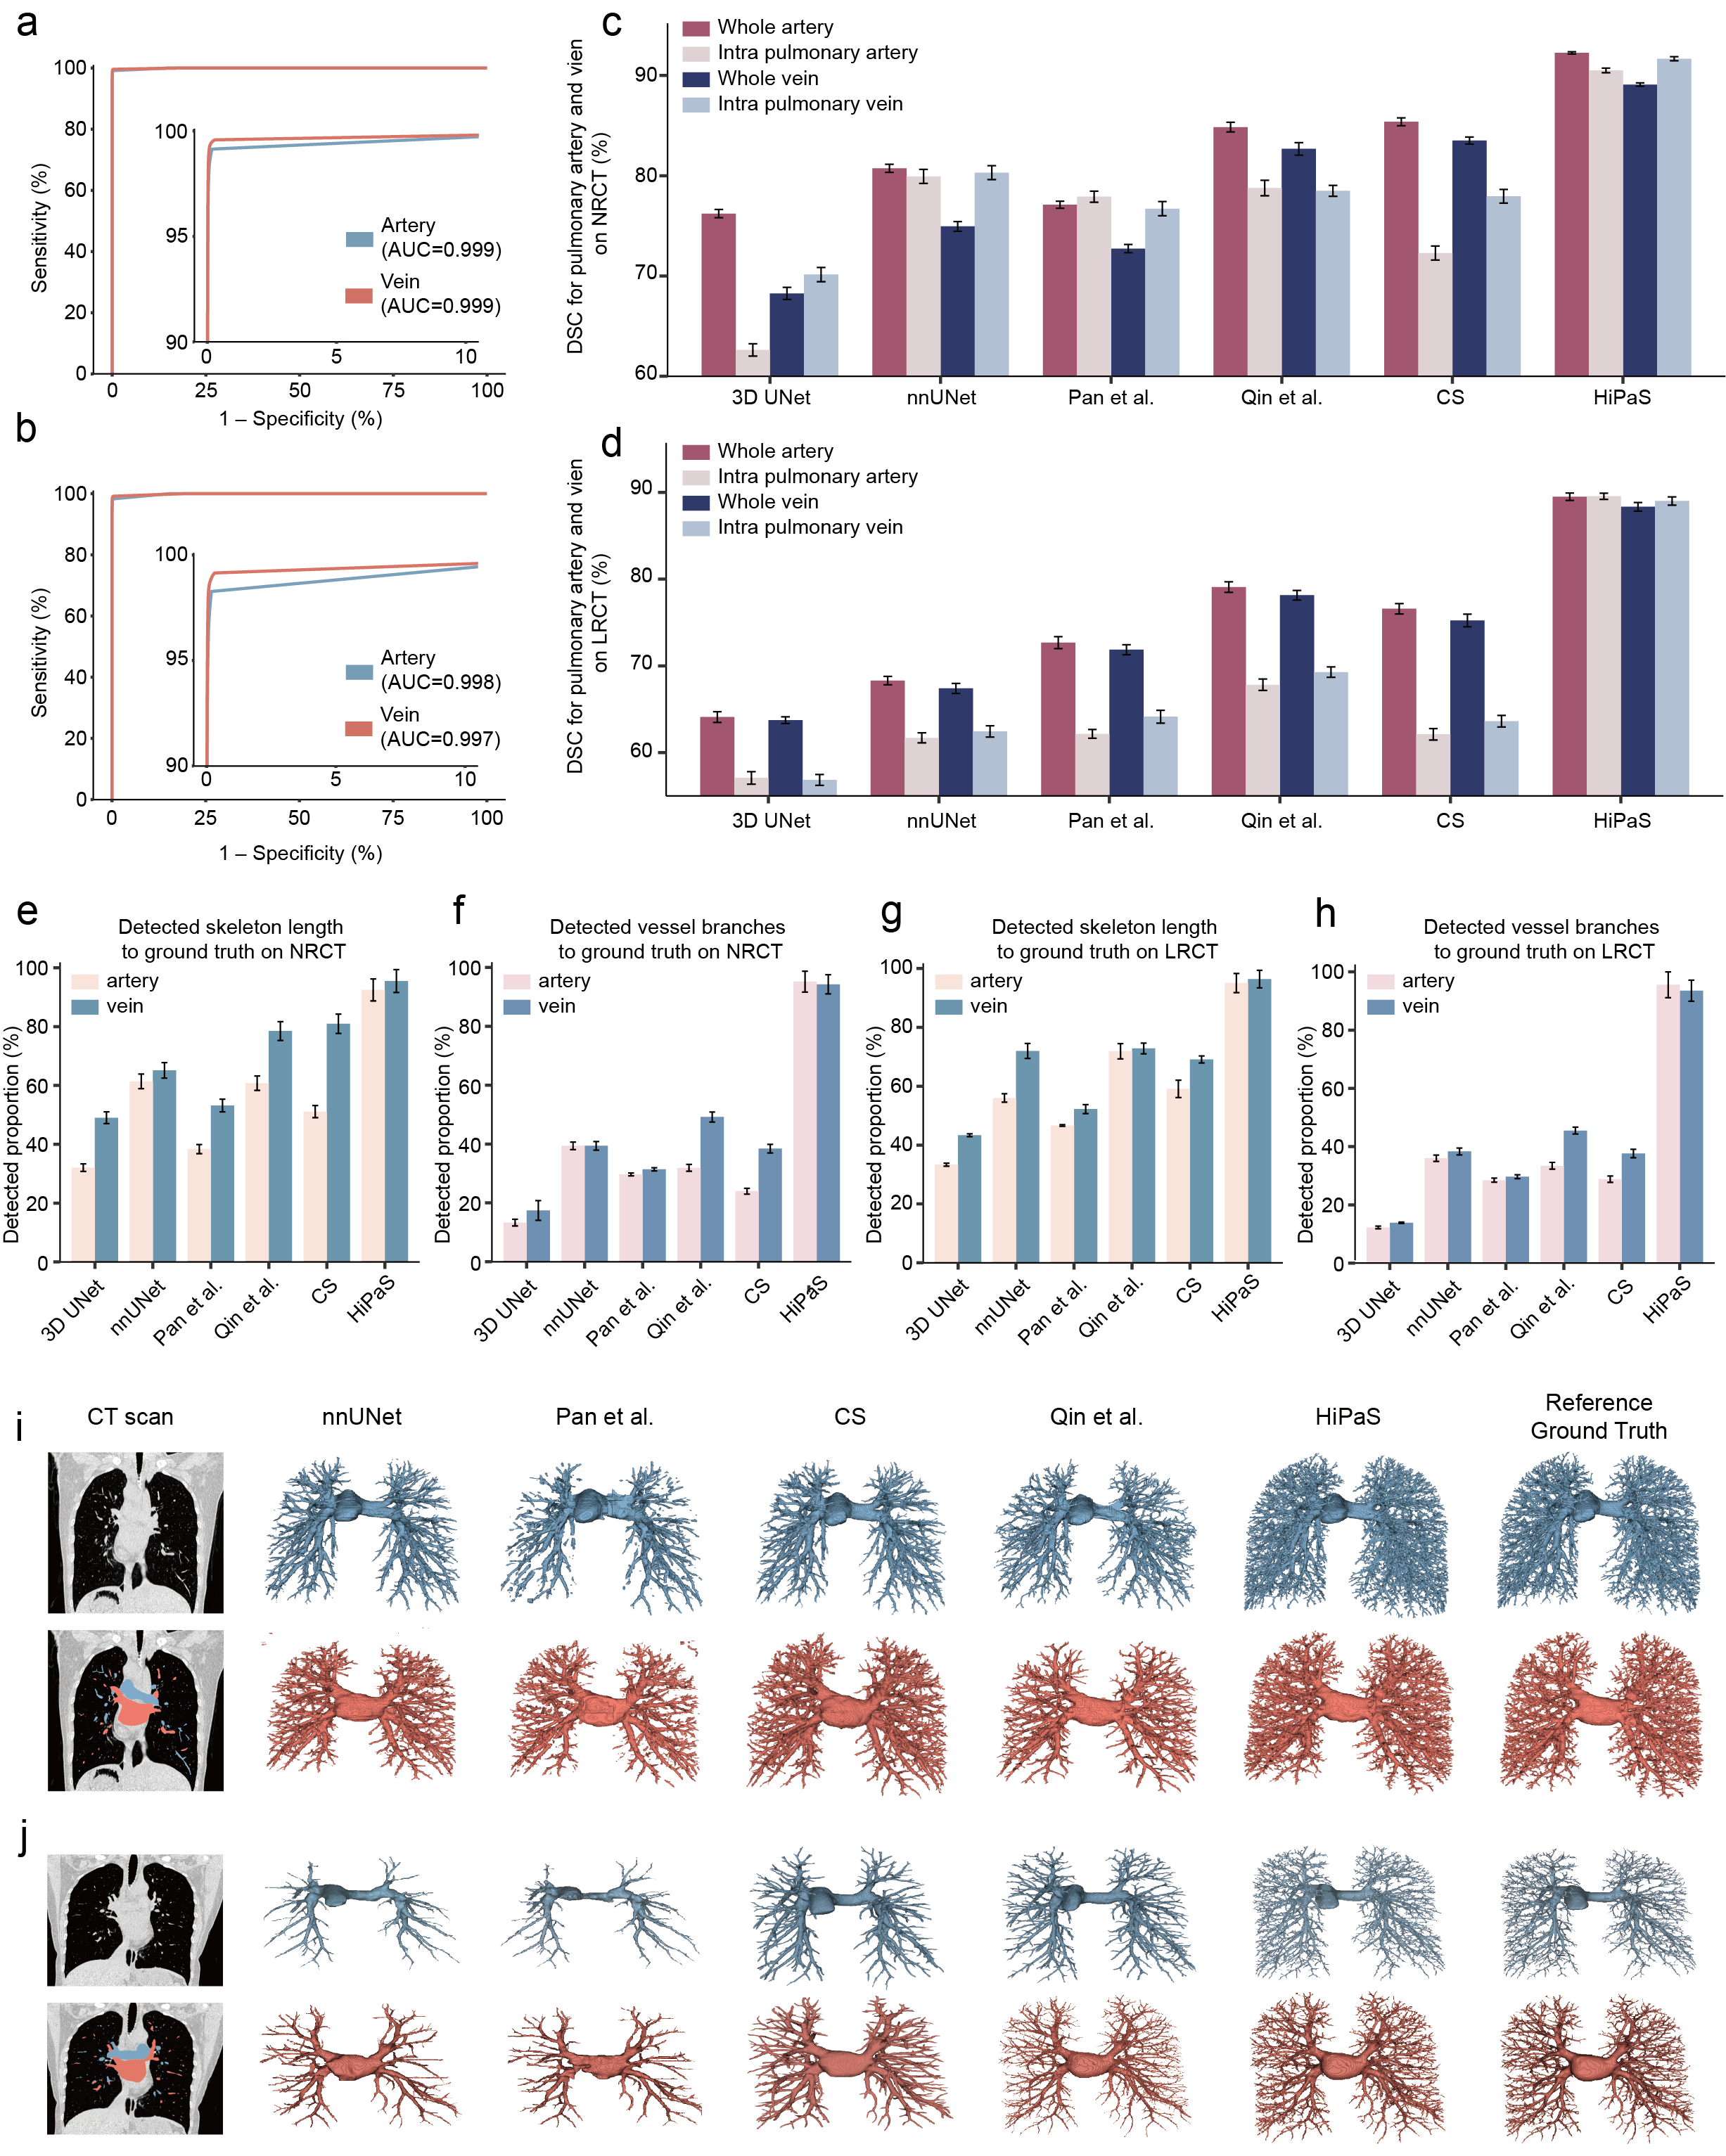 a
100
80
60
40
20
0
Sensitivity (%)
100
95
90
0
5
10
Artery
(AUC=0.999)
Vein
(AUC=0.999)
0
25
50
75
100
1 – Specificity (%)
b
100
80
60
40
20
0
Sensitivity (%)
100
95
90
0
5
10
Artery
(AUC=0.998)
Vein
(AUC=0.997)
0
25
50
75
100
1 – Specificity (%)
c
Whole artery
Intra pulmonary artery
Whole vein
Intra pulmonary vein
DSC for pulmonary artery and vien
on NRCT (%)
90
80
70
60
3D UNet
nnUNet
Pan et al.
Qin et al.
CS
HiPaS
d
Whole artery
Intra pulmonary artery
Whole vein
Intra pulmonary vein
DSC for pulmonary artery and vien
on LRCT (%)
90
80
70
60
3D UNet
nnUNet
Pan et al.
Qin et al.
CS
HiPaS
e
Detected skeleton length
to ground truth on NRCT
artery
vein
Detected proportion (%)
100
80
60
40
20
0
3D UNet
nnUNet
Pan et al.
Qin et al.
CS
HiPaS
f
Detected vessel branches
to ground truth on NRCT
artery
vein
Detected proportion (%)
100
80
60
40
20
0
3D UNet
nnUNet
Pan et al.
Qin et al.
CS
HiPaS
g
Detected skeleton length
to ground truth on LRCT
artery
vein
Detected proportion (%)
100
80
60
40
20
0
3D UNet
nnUNet
Pan et al.
Qin et al.
CS
HiPaS
h
Detected vessel branches
to ground truth on LRCT
artery
vein
Detected proportion (%)
100
80
60
40
20
0
3D UNet
nnUNet
Pan et al.
Qin et al.
CS
HiPaS
i
CT scan
nnUNet
Pan et al.
CS
Qin et al.
HiPaS
Reference
Ground Truth
j